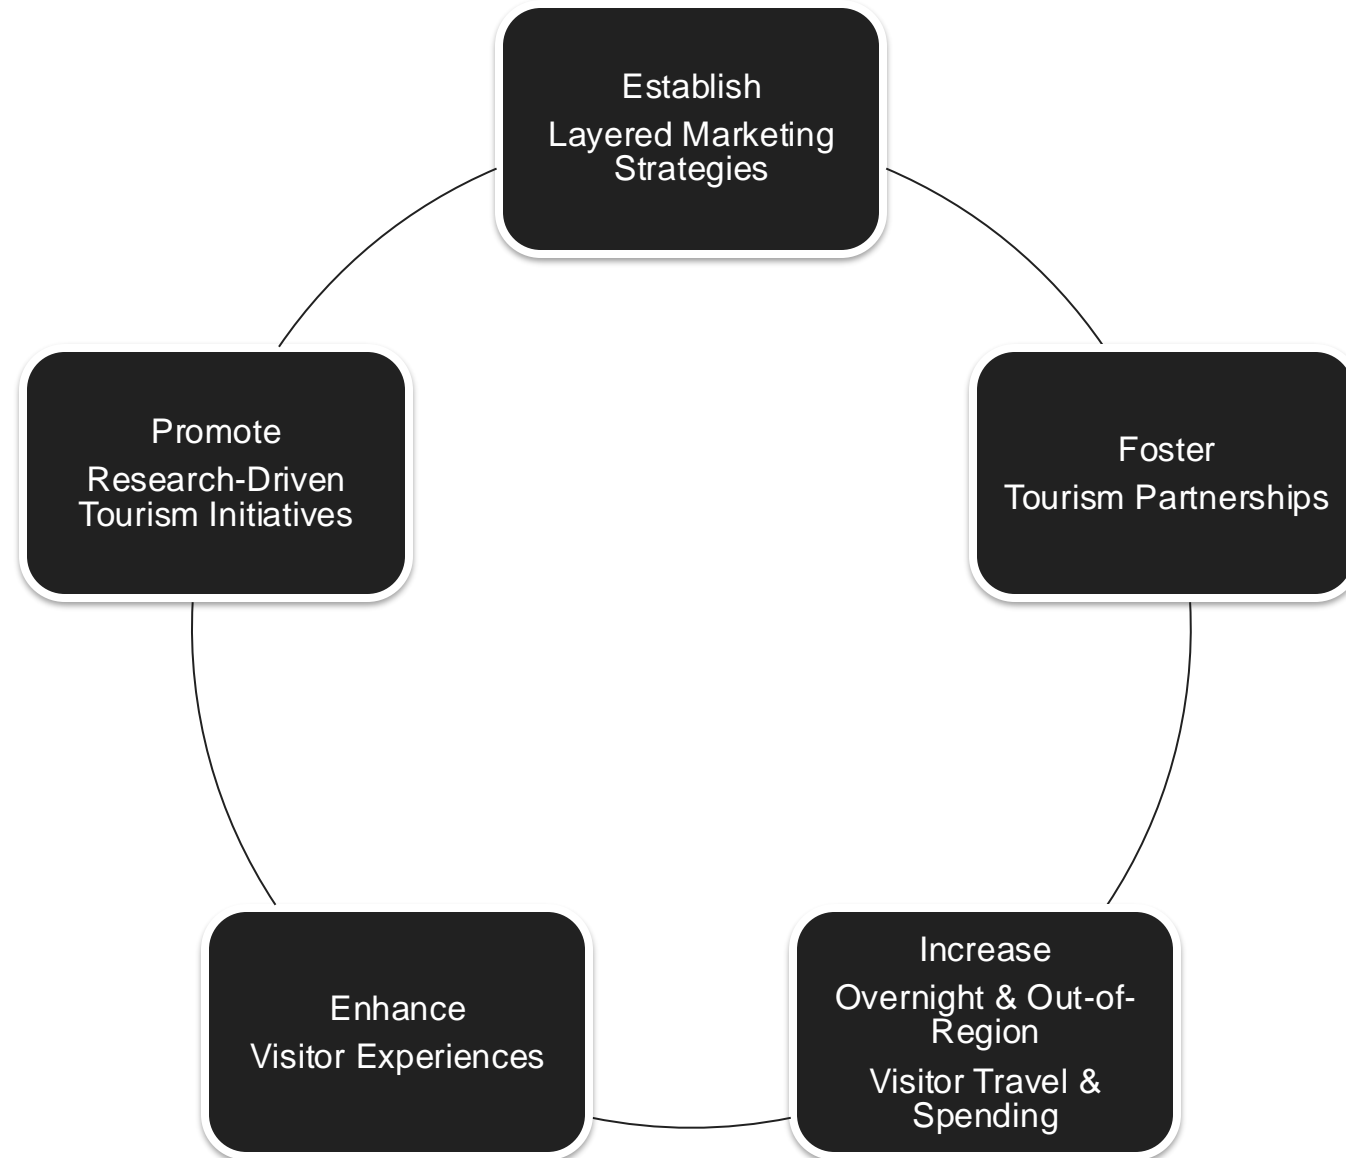 Establish
Layered Marketing
Strategies
Foster
Tourism Partnerships
Increase
Overnight & Out-of-
Region
Visitor Travel &
Spending
Enhance
Visitor Experiences
Promote
Research-Driven
Tourism Initiatives